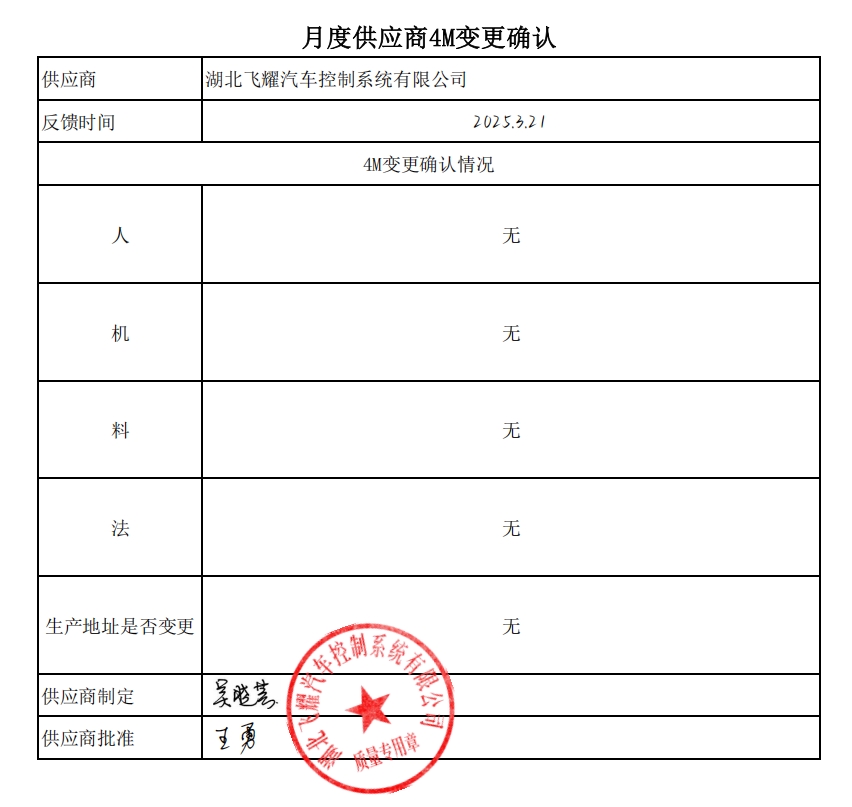 月度供应商4M变更确认
供应商 湖北飞耀汽车控制系统有限公司
反馈时间 2025.3.21
4M变更确认情况
人 无
机 无
料 无
法 无
生产地址是否变更 无
供应商制定 吴晓芸
供应商批准 王勇
湖北飞耀汽车控制系统有限公司
质量专用章